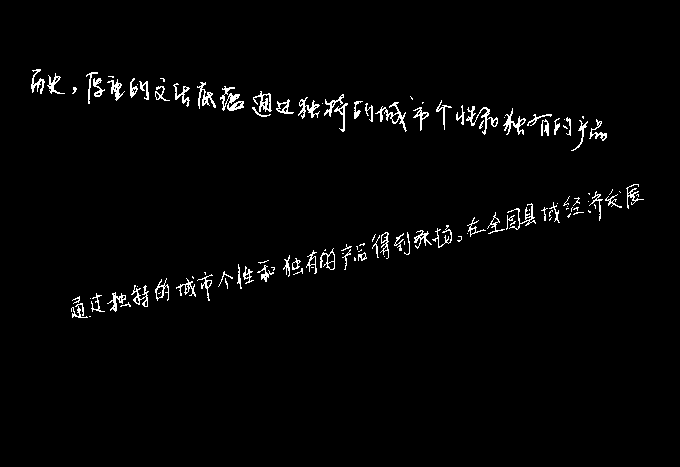 历史，厚重的文化底蕴通过独特的城市个性和独有的产品
通过独特的城市个性和独有的产品得到张扬。在全国县域经济发展